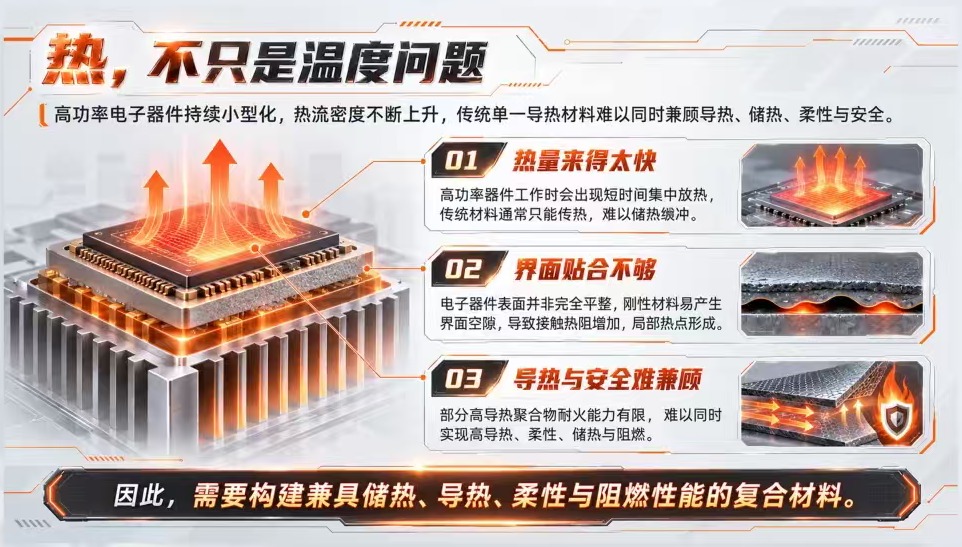 热，不只是温度问题
高功率电子器件持续小型化，热流密度不断上升，传统单一导热材料难以同时兼顾导热、储热、柔性与安全。
01 热量来得太快
高功率器件工作时会出现短时间集中放热，
传统材料通常只能传热，难以储热缓冲。
02 界面贴合不够
电子器件表面并非完全平整，刚性材料易产生
界面空隙，导致接触热阻增加，局部热点形成。
03 导热与安全难兼顾
部分高导热聚合物耐火能力有限，难以同时
实现高导热、柔性、储热与阻燃。
因此，需要构建兼具储热、导热、柔性与阻燃性能的复合材料。